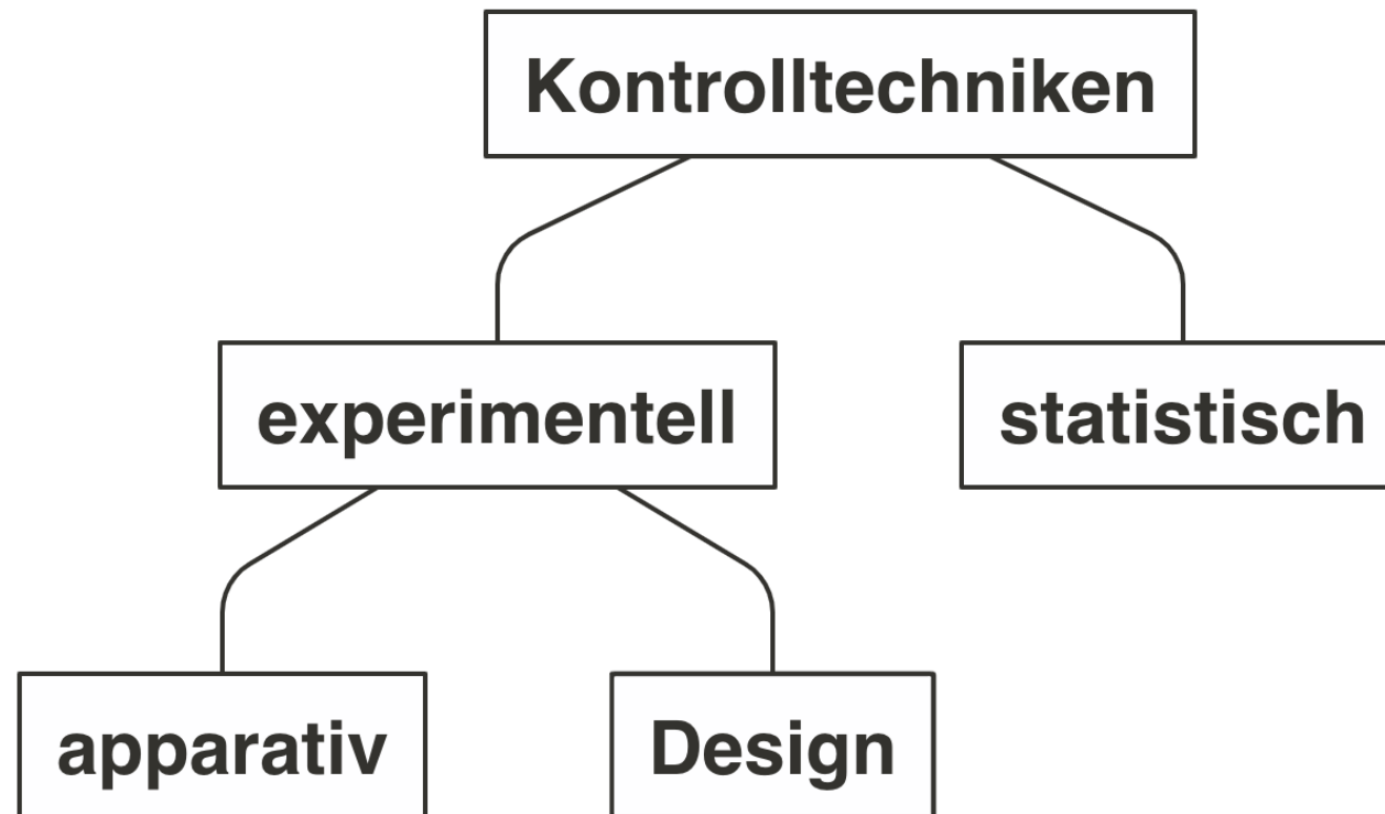 Kontrolltechniken
experimentell
statistisch
apparativ
Design